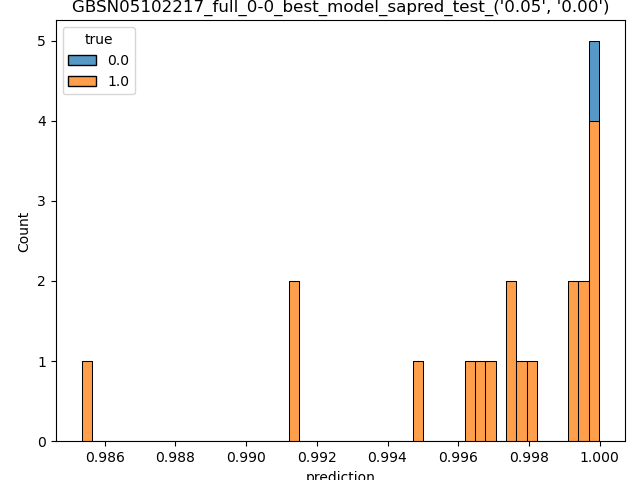 GBSN05102217_full_0-0_best_model_sapred_test_('0.05', '0.00')
true
0.0
1.0
5
4
3
2
1
0
Count
0.986 0.988 0.990 0.992 0.994 0.996 0.998 1.000
prediction